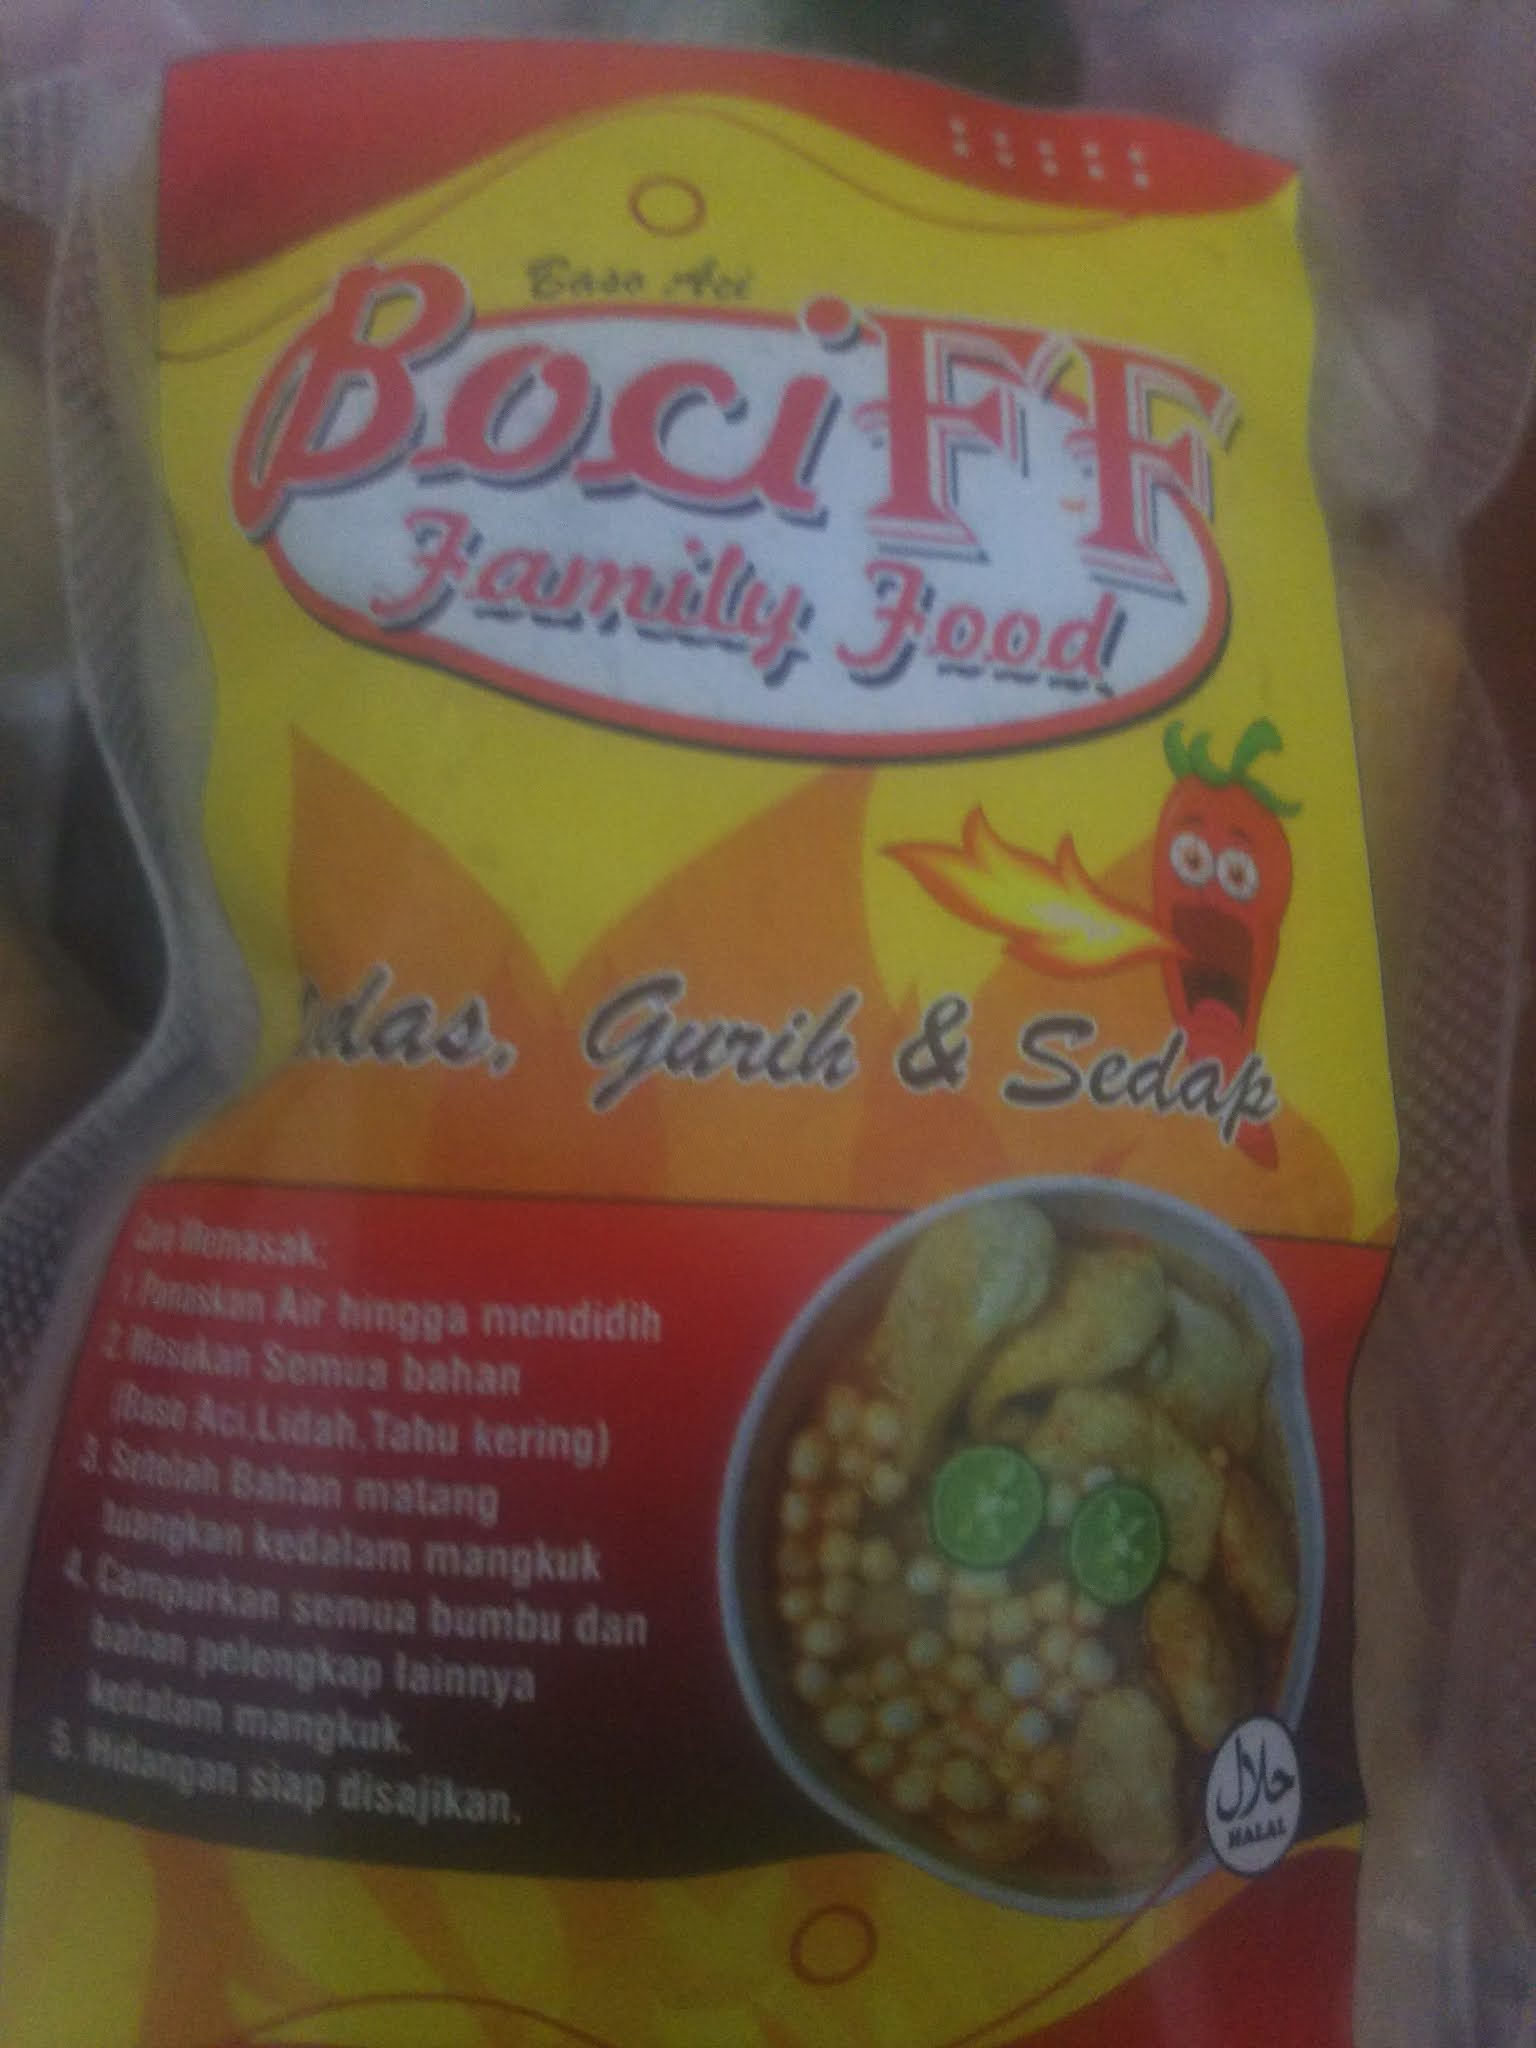 Baso Aci
BociFF
Family Food
das, Gurih & Sedap
Cara Memasak:
1. Panaskan Air hingga mendidih
2. Masukan Semua bahan
(Baso Aci,Lidah,Tahu kering)
3. Setelah Bahan matang
tuangkan kedalam mangkuk
4. Campurkan semua bumbu dan
bahan pelengkap lainnya
kedalam mangkuk.
5. Hidangan siap disajikan.
حلال
HALAL